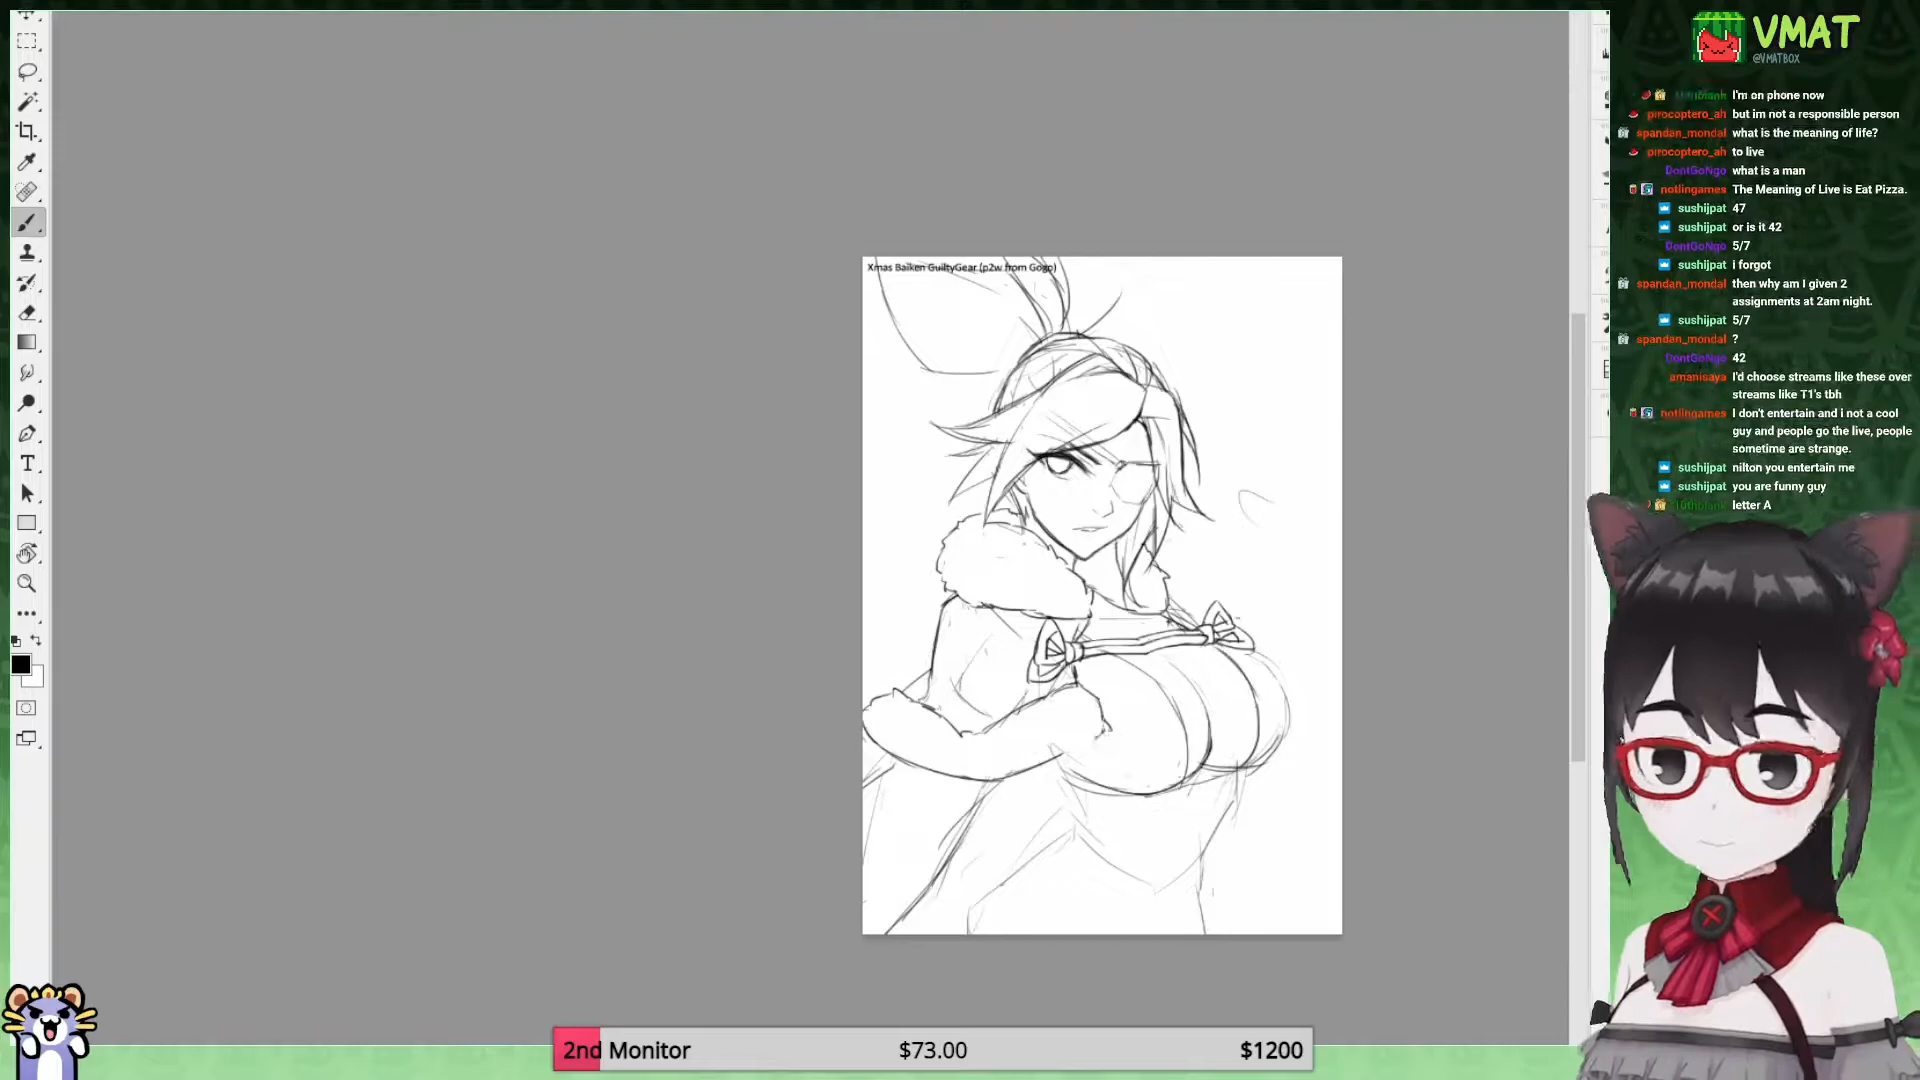 VMAT
@VMATBOX
I'm on phone now
pirocoptero_ah but im not a responsible person
spandan_mondal what is the meaning of life?
pirocoptero_ah to live
DontGoNgo what is a man
notlingames The Meaning of Live is Eat Pizza.
sushijpat 47
sushijpat or is it 42
DontGoNgo 5/7
sushijpat i forgot
spandan_mondal then why am I given 2
assignments at 2am night.
sushijpat 5/7
spandan_mondal ?
DontGoNgo 42
amanisaya I'd choose streams like these over
streams like T1's tbh
notlingames I don't entertain and i not a cool
guy and people go the live, people
sometime are strange.
sushijpat nilton you entertain me
sushijpat you are funny guy
letter A
Xmas Baiken GuiltyGear (p2w from Gogo)
2nd Monitor $73.00 $1200